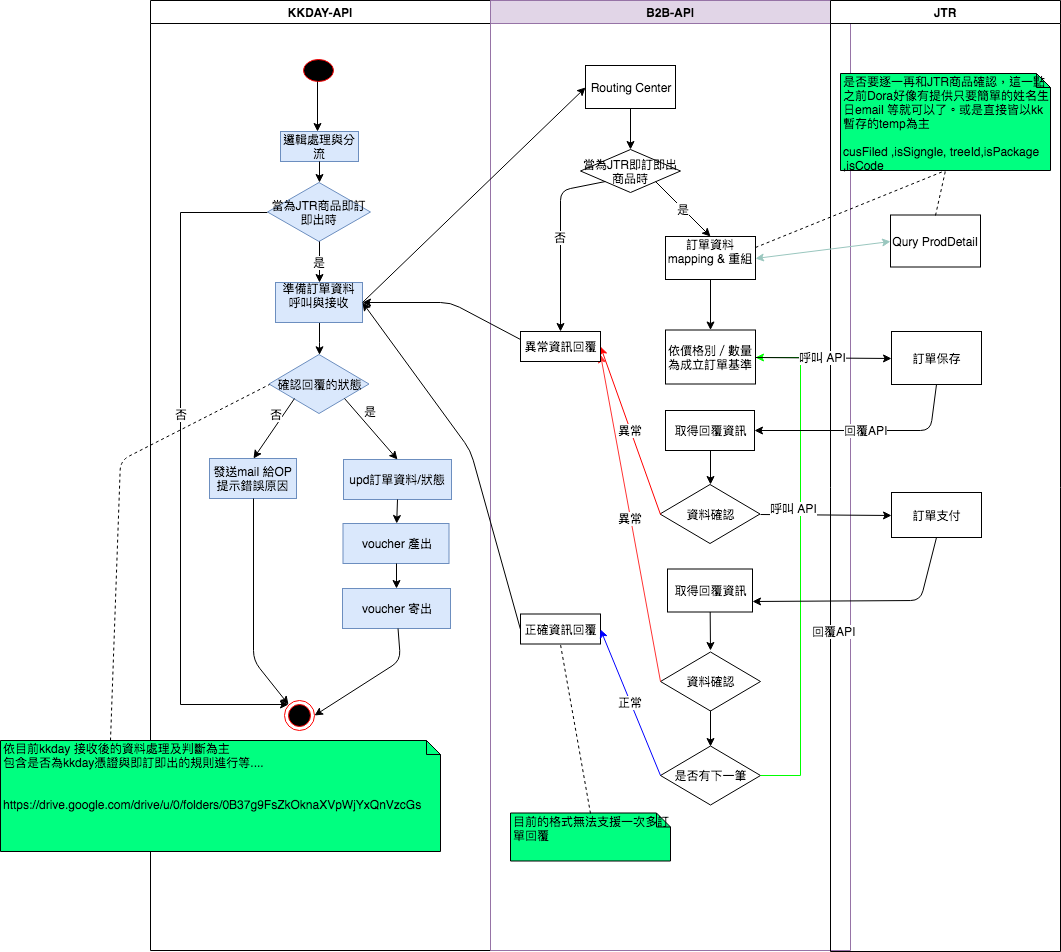 KKDAY-API
B2B-API
JTR
邏輯處理與分
流
當為JTR商品即訂
即出時
是
否
準備訂單資料
呼叫與接收
確認回覆的狀態
否
是
發送mail 給OP
提示錯誤原因
upd訂單資料/狀態
voucher 產出
voucher 寄出
依目前kkday 接收後的資料處理及判斷為主
包含是否為kkday憑證與即訂即出的規則進行等....
https://drive.google.com/drive/u/0/folders/0B37g9FsZkOknaXVpWjYxQnVzcGs
Routing Center
當為JTR即訂即出
商品時
否
是
訂單資料
mapping & 重組
異常資訊回覆
依價格別 / 數量
為成立訂單基準
呼叫 API
取得回覆資訊
回覆API
異常
資料確認
呼叫 API
異常
取得回覆資訊
回覆API
正確資訊回覆
資料確認
正常
是否有下一筆
目前的格式無法支援一次多訂
單回覆
是否要逐一再和JTR商品確認，這一點
之前Dora好像有提供只要簡單的姓名生
日email 等就可以了。或是直接皆以kk
暫存的temp為主
cusFiled ,isSigngle, treeId,isPackage
,isCode
Qury ProdDetail
訂單保存
訂單支付